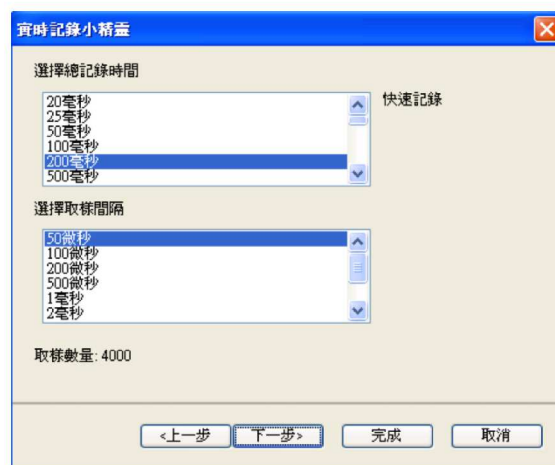 實時記錄小精靈
選擇總記錄時間
20毫秒
25毫秒
50毫秒
100毫秒
200毫秒
500毫秒
快速記錄
選擇取樣間隔
50微秒
100微秒
200微秒
500微秒
1毫秒
2毫秒
取樣數量: 4000
<上一步
下一步>
完成
取消